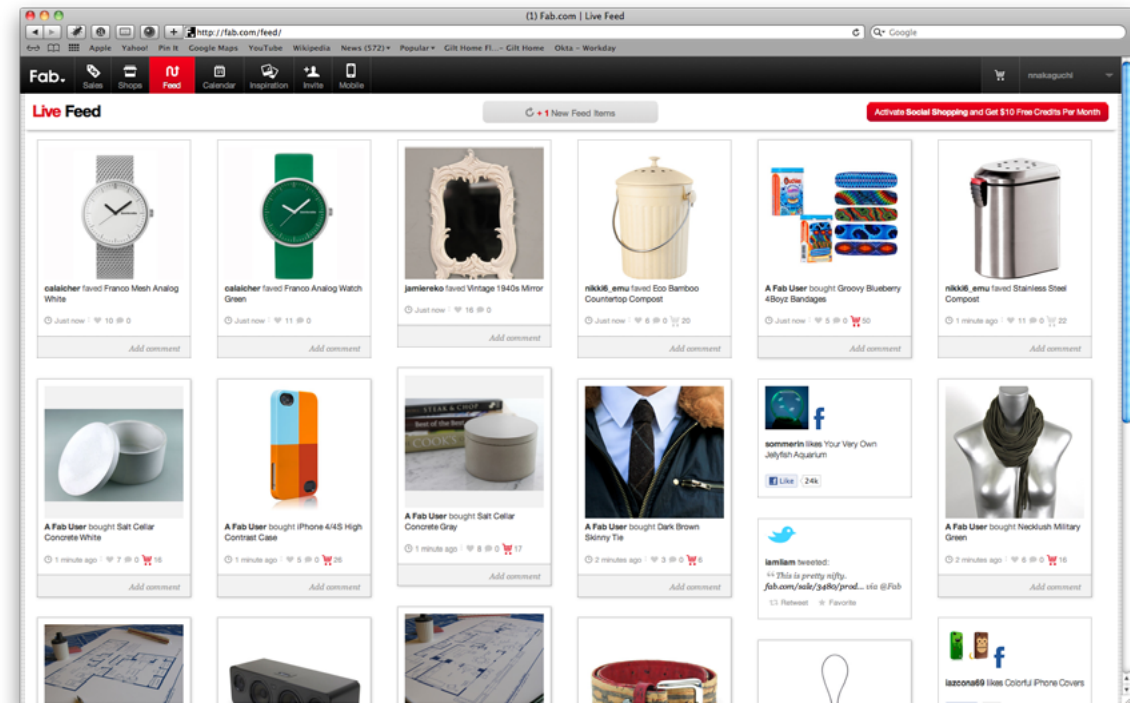 (1) Fab.com | Live Feed
http://fab.com/feed/
Google
Apple Yahoo! Pin It Google Maps YouTube Wikipedia News (572) Popular Gilt Home Fl...- Gilt Home Okta - Workday
Fab.
Sales Shops Feed Calendar Inspiration Invite Mobile
nnakaguchi
Live Feed
+ 1 New Feed Items
Activate Social Shopping and Get $10 Free Credits Per Month
calaicher faved Franco Mesh Analog
White
Just now 10 0
Add comment
calaicher faved Franco Analog Watch
Green
Just now 11 0
Add comment
jamiereko faved Vintage 1940s Mirror
Just now 16 0
Add comment
nikki6_emu faved Eco Bamboo
Countertop Compost
Just now 6 0 20
Add comment
A Fab User bought Groovy Blueberry
4Boyz Bandages
Just now 5 0 50
Add comment
nikki6_emu faved Stainless Steel
Compost
1 minute ago 11 0 22
Add comment
A Fab User bought Salt Cellar
Concrete White
1 minute ago 7 0 16
Add comment
A Fab User bought iPhone 4/4S High
Contrast Case
1 minute ago 5 0 26
Add comment
STEAK & CHOP
Best of the Best
COOK'S
A Fab User bought Salt Cellar
Concrete Gray
1 minute ago 8 0 17
Add comment
A Fab User bought Dark Brown
Skinny Tie
2 minutes ago 3 0 6
Add comment
sommerin likes Your Very Own
Jellyfish Aquarium
Like 24k
iamliam tweeted:
“This is pretty nifty.
fab.com/sale/3480/prod... via @Fab
Retweet Favorite
A Fab User bought Necklush Military
Green
2 minutes ago 6 0 16
Add comment
iazcona69 likes Colorful iPhone Covers